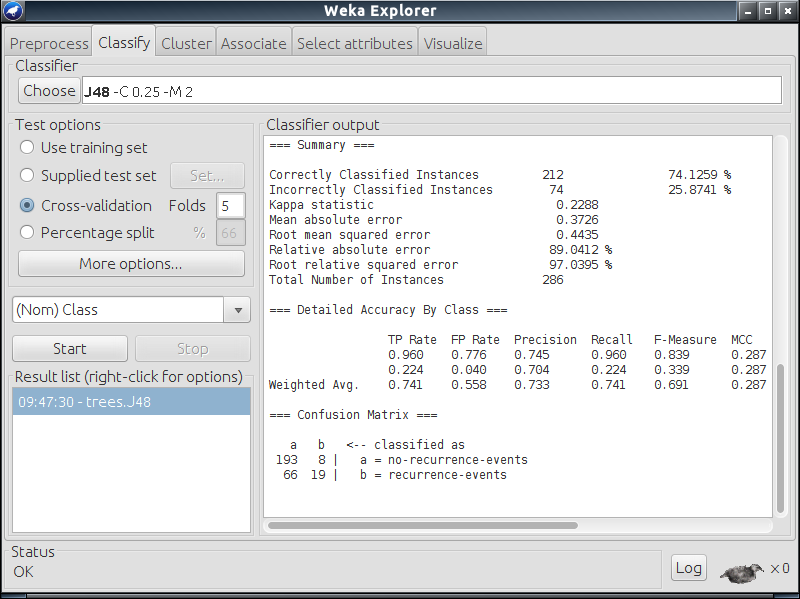 Weka Explorer
Preprocess Classify Cluster Associate Select attributes Visualize
Classifier
Choose J48 -C 0.25 -M 2
Test options
Use training set
Supplied test set Set...
Cross-validation Folds 5
Percentage split % 66
More options...
(Nom) Class
Start Stop
Result list (right-click for options)
09:47:30 - trees.J48
Classifier output
=== Summary ===
Correctly Classified Instances 212 74.1259 %
Incorrectly Classified Instances 74 25.8741 %
Kappa statistic 0.2288
Mean absolute error 0.3726
Root mean squared error 0.4435
Relative absolute error 89.0412 %
Root relative squared error 97.0395 %
Total Number of Instances 286
=== Detailed Accuracy By Class ===
TP Rate FP Rate Precision Recall F-Measure MCC
0.960 0.776 0.745 0.960 0.839 0.287
0.224 0.040 0.704 0.224 0.339 0.287
Weighted Avg. 0.741 0.558 0.733 0.741 0.691 0.287
=== Confusion Matrix ===
a b <-- classified as
193 8 | a = no-recurrence-events
66 19 | b = recurrence-events
Status
OK
Log x 0